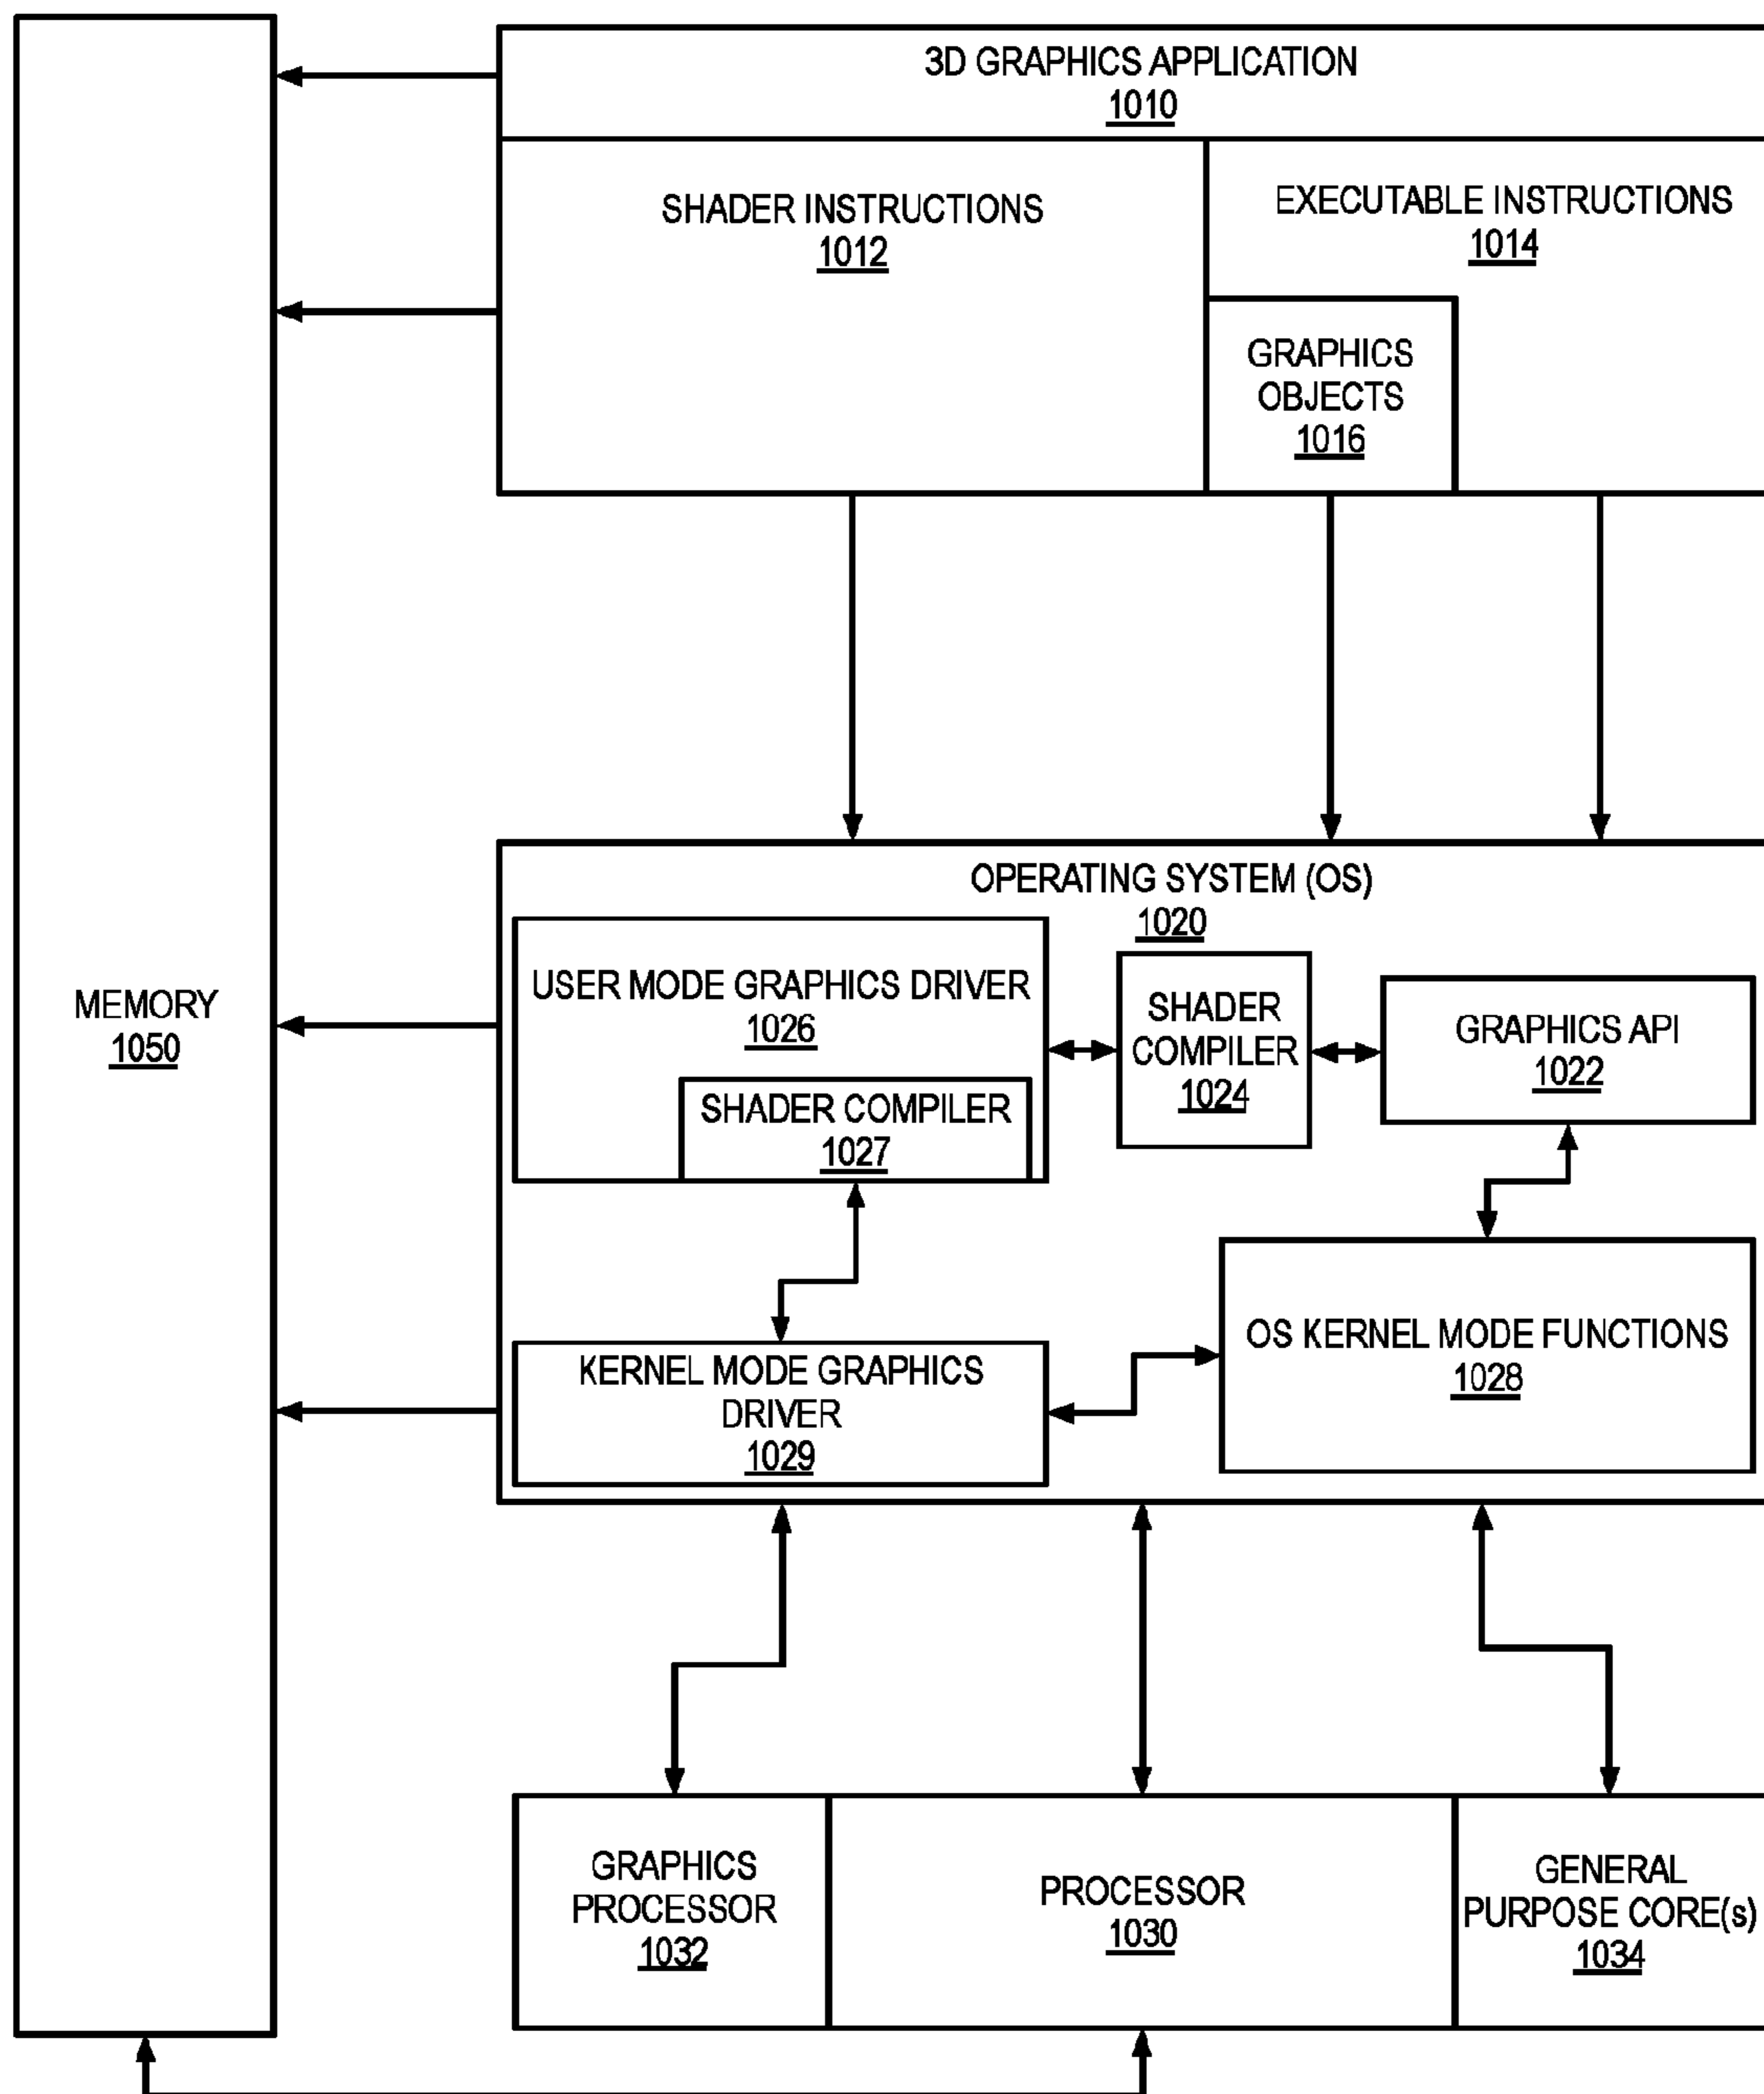 3D GRAPHICS APPLICATION
1010
SHADER INSTRUCTIONS
1012
EXECUTABLE INSTRUCTIONS
1014
GRAPHICS
OBJECTS
1016
MEMORY
1050
OPERATING SYSTEM (OS)
1020
USER MODE GRAPHICS DRIVER
1026
SHADER COMPILER
1027
SHADER
COMPILER
1024
GRAPHICS API
1022
KERNEL MODE GRAPHICS
DRIVER
1029
OS KERNEL MODE FUNCTIONS
1028
GRAPHICS
PROCESSOR
1032
PROCESSOR
1030
GENERAL
PURPOSE CORE(s)
1034